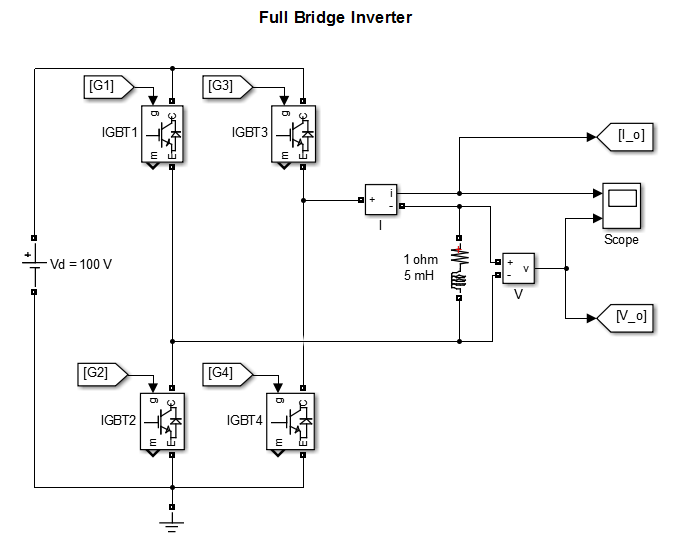 Full Bridge Inverter
[G1]
[G3]
g C
IGBT1
m E
g C
IGBT3
m E
[I_o]
+ i
-
I
Scope
+
Vd = 100 V
1 ohm
5 mH
+ v
-
V
[V_o]
[G2]
[G4]
g C
IGBT2
m E
g C
IGBT4
m E